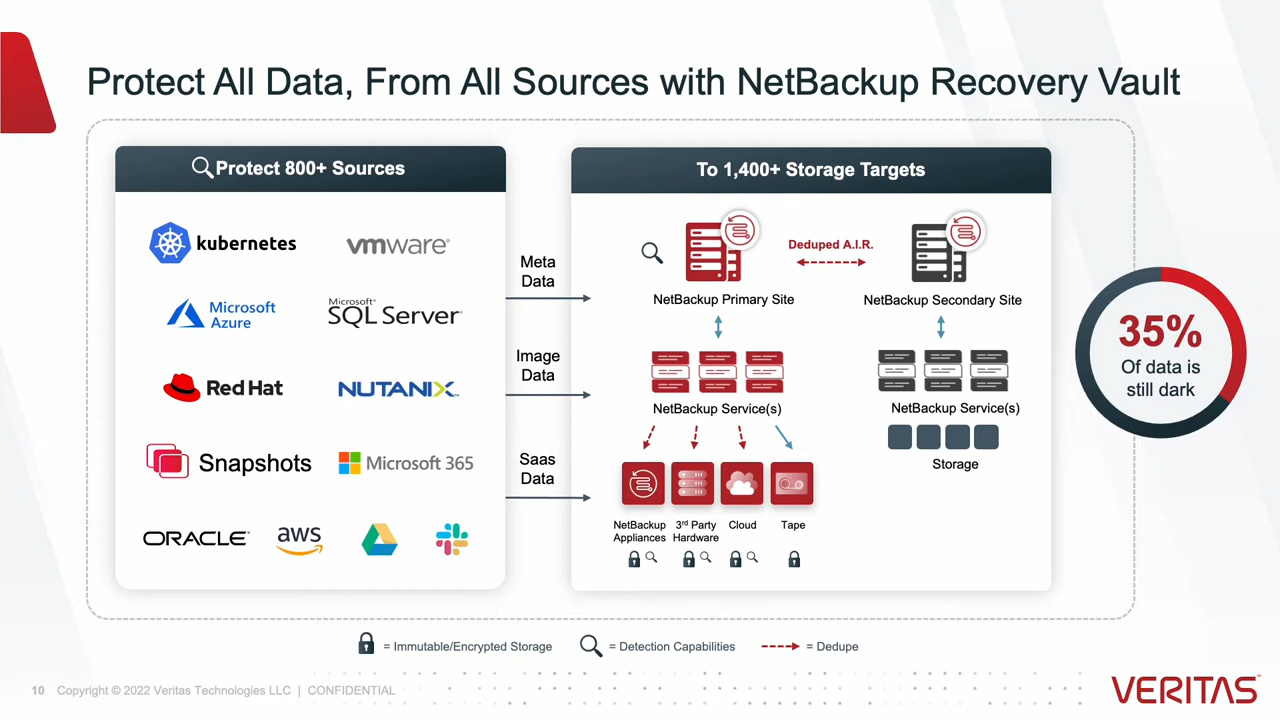 Protect All Data, From All Sources with NetBackup Recovery Vault
Protect 800+ Sources
kubernetes
vmware®
Microsoft
Azure
Microsoft®
SQL Server®
Red Hat
NUTANIX™
Snapshots
Microsoft 365
ORACLE®
aws
Meta
Data
Image
Data
Saas
Data
To 1,400+ Storage Targets
Deduped A.I.R.
NetBackup Primary Site
NetBackup Secondary Site
NetBackup Service(s)
NetBackup Service(s)
Storage
NetBackup
Appliances
3rd Party
Hardware
Cloud
Tape
35%
Of data is
still dark
= Immutable/Encrypted Storage
= Detection Capabilities
= Dedupe
10 Copyright © 2022 Veritas Technologies LLC | CONFIDENTIAL
VERITAS™